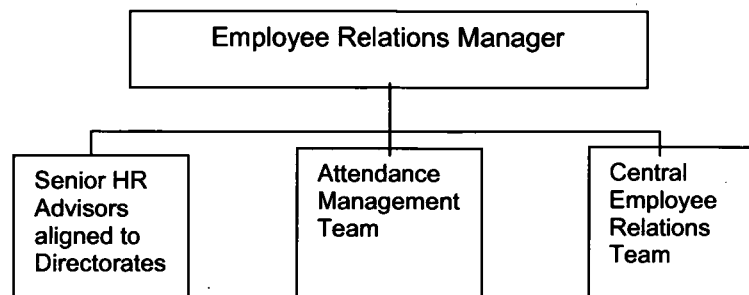 Employee Relations Manager
Senior HR
Advisors
aligned to
Directorates
Attendance
Management
Team
Central
Employee
Relations
Team